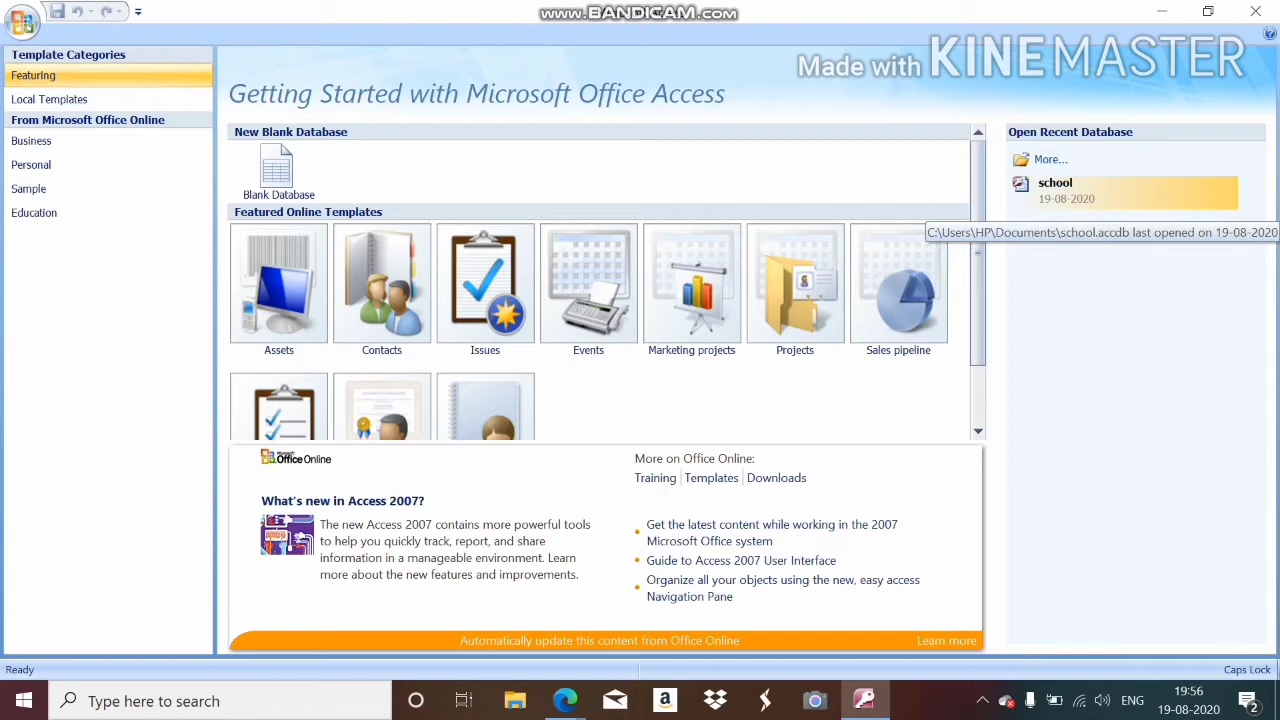 www.BANDICAM.com
Made with KINEMASTER
Template Categories
Featuring
Local Templates
From Microsoft Office Online
Business
Personal
Sample
Education
Getting Started with Microsoft Office Access
New Blank Database
Blank Database
Featured Online Templates
Assets
Contacts
Issues
Events
Marketing projects
Projects
Sales pipeline
Open Recent Database
More...
school
19-08-2020
C:\Users\HP\Documents\school.accdb last opened on 19-08-2020
Microsoft
Office Online
What's new in Access 2007?
The new Access 2007 contains more powerful tools
to help you quickly track, report, and share
information in a manageable environment. Learn
more about the new features and improvements.
More on Office Online:
Training Templates Downloads
Get the latest content while working in the 2007
Microsoft Office system
Guide to Access 2007 User Interface
Organize all your objects using the new, easy access
Navigation Pane
Automatically update this content from Office Online
Learn more
Ready
Caps Lock
Type here to search
ENG
19:56
19-08-2020
2